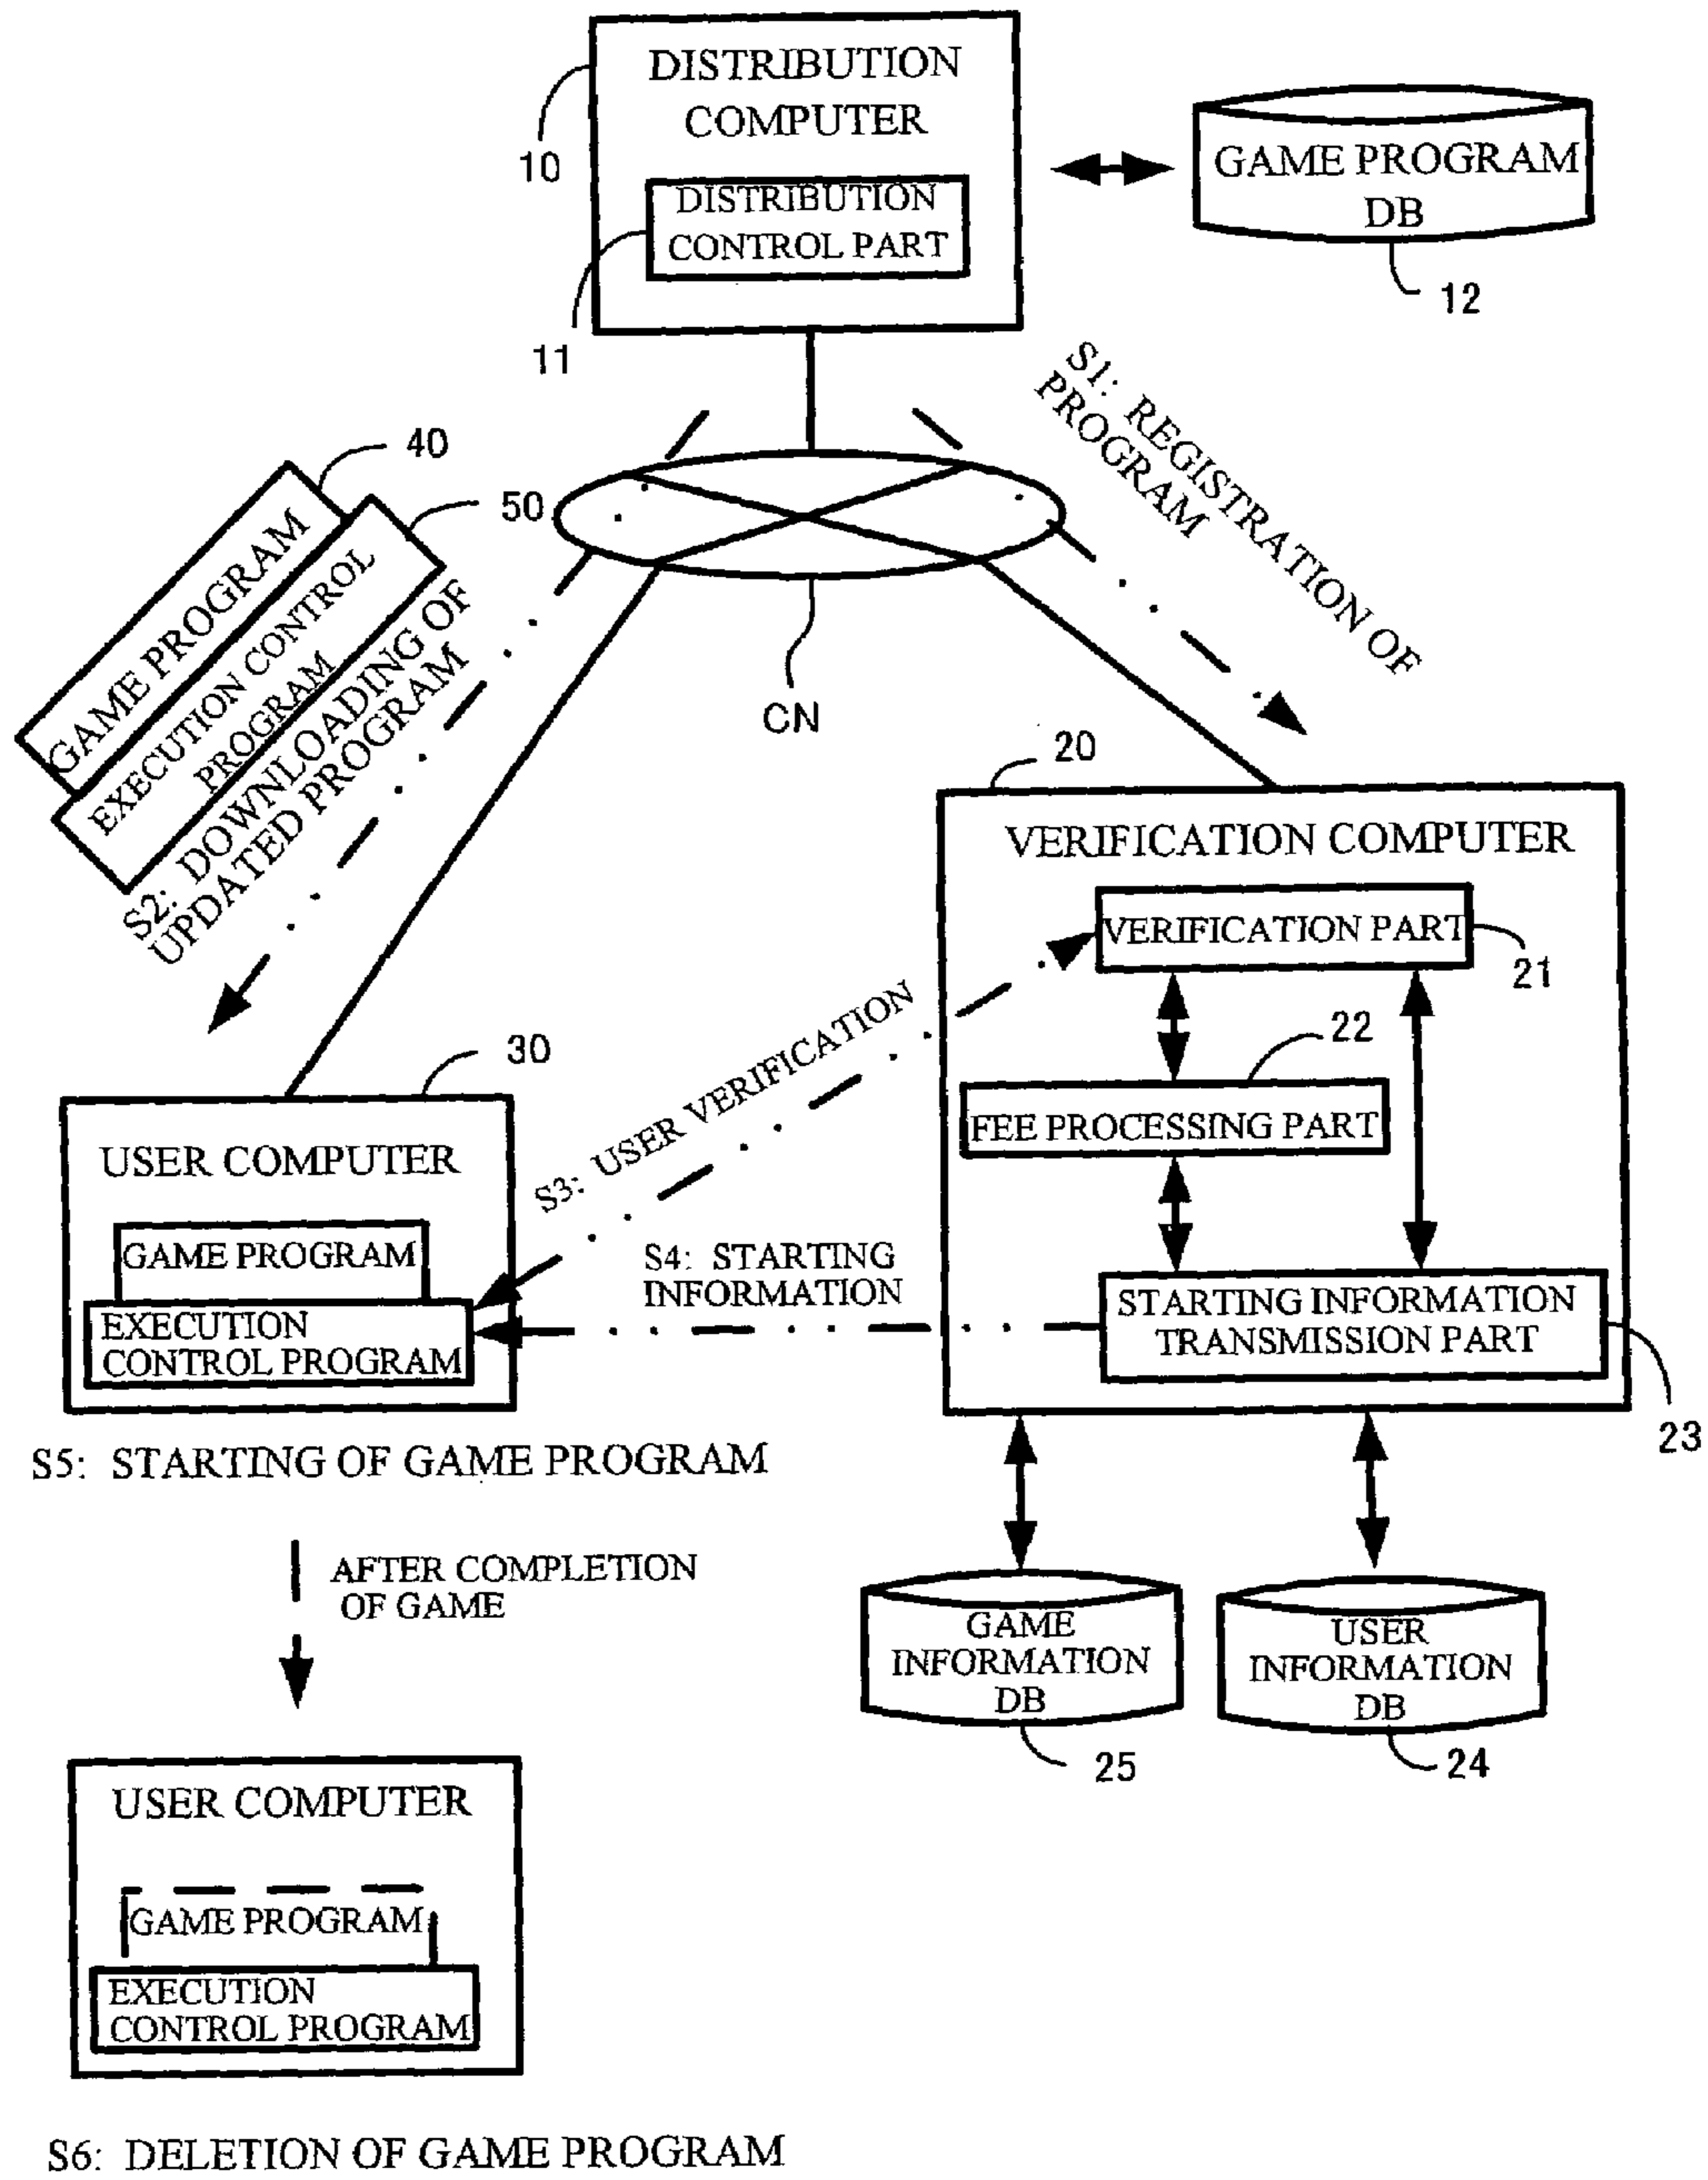 DISTRIBUTION
COMPUTER
10
DISTRIBUTION
CONTROL PART
11
GAME PROGRAM
DB
12
S1: REGISTRATION OF
PROGRAM
40
50
GAME PROGRAM
EXECUTION CONTROL
PROGRAM
S2: DOWNLOADING OF
UPDATED PROGRAM
CN
20
VERIFICATION COMPUTER
VERIFICATION PART
21
22
FEE PROCESSING PART
STARTING INFORMATION
TRANSMISSION PART
23
S3: USER VERIFICATION
S4: STARTING
INFORMATION
30
USER COMPUTER
GAME PROGRAM
EXECUTION
CONTROL PROGRAM
S5: STARTING OF GAME PROGRAM
AFTER COMPLETION
OF GAME
GAME
INFORMATION
DB
25
USER
INFORMATION
DB
24
USER COMPUTER
GAME PROGRAM
EXECUTION
CONTROL PROGRAM
S6: DELETION OF GAME PROGRAM